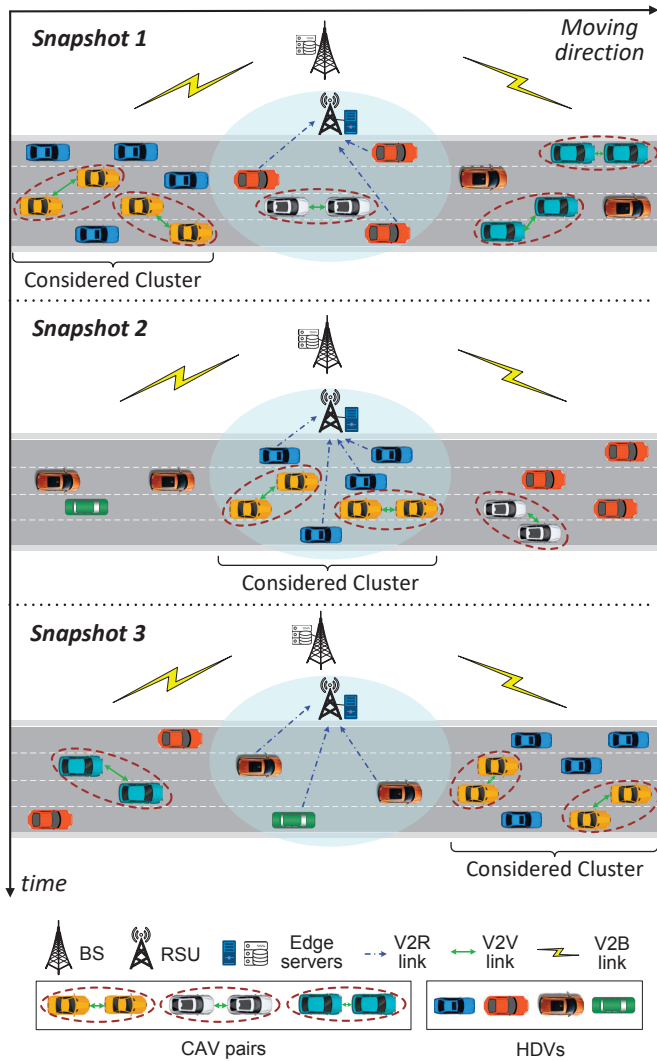 Snapshot 1
Moving
direction
Considered Cluster
Snapshot 2
Considered Cluster
Snapshot 3
Considered Cluster
time
BS
RSU
Edge
servers
V2R
link
V2V
link
V2B
link
CAV pairs
HDVs